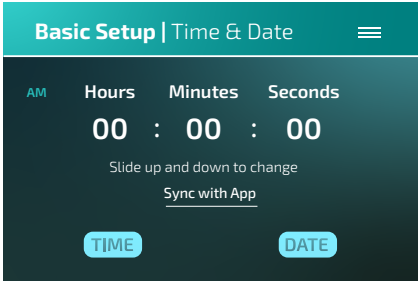 Basic Setup | Time & Date
AM Hours Minutes Seconds
00 : 00 : 00
Slide up and down to change
Sync with App
TIME DATE